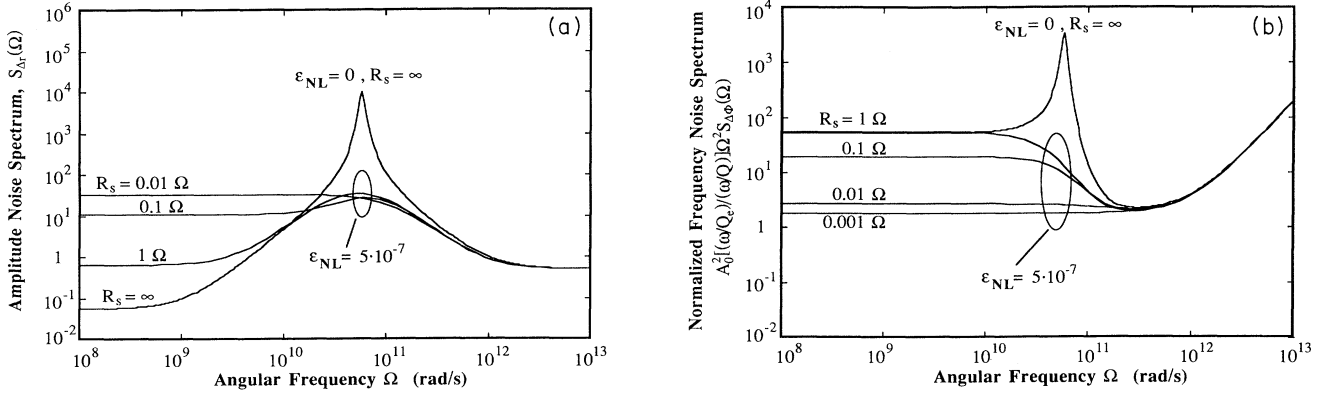 Amplitude Noise Spectrum, S_Δr(Ω)
10^6
10^5
10^4
10^3
10^2
10^1
1
10^-1
10^-2
(a)
ε_NL= 0 , R_s= ∞
R_s= 0.01 Ω
0.1 Ω
1 Ω
R_s= ∞
ε_NL= 5·10^-7
10^8 10^9 10^10 10^11 10^12 10^13
Angular Frequency Ω (rad/s)
Normalized Frequency Noise Spectrum
A_0^2[(ω/Q_e)/(ω/Q)]Ω^2S_ΔΦ(Ω)
10^4
10^3
10^2
10^1
1
10^-1
10^-2
(b)
ε_NL= 0 , R_s= ∞
R_s= 1 Ω
0.1 Ω
0.01 Ω
0.001 Ω
ε_NL= 5·10^-7
10^8 10^9 10^10 10^11 10^12 10^13
Angular Frequency Ω (rad/s)